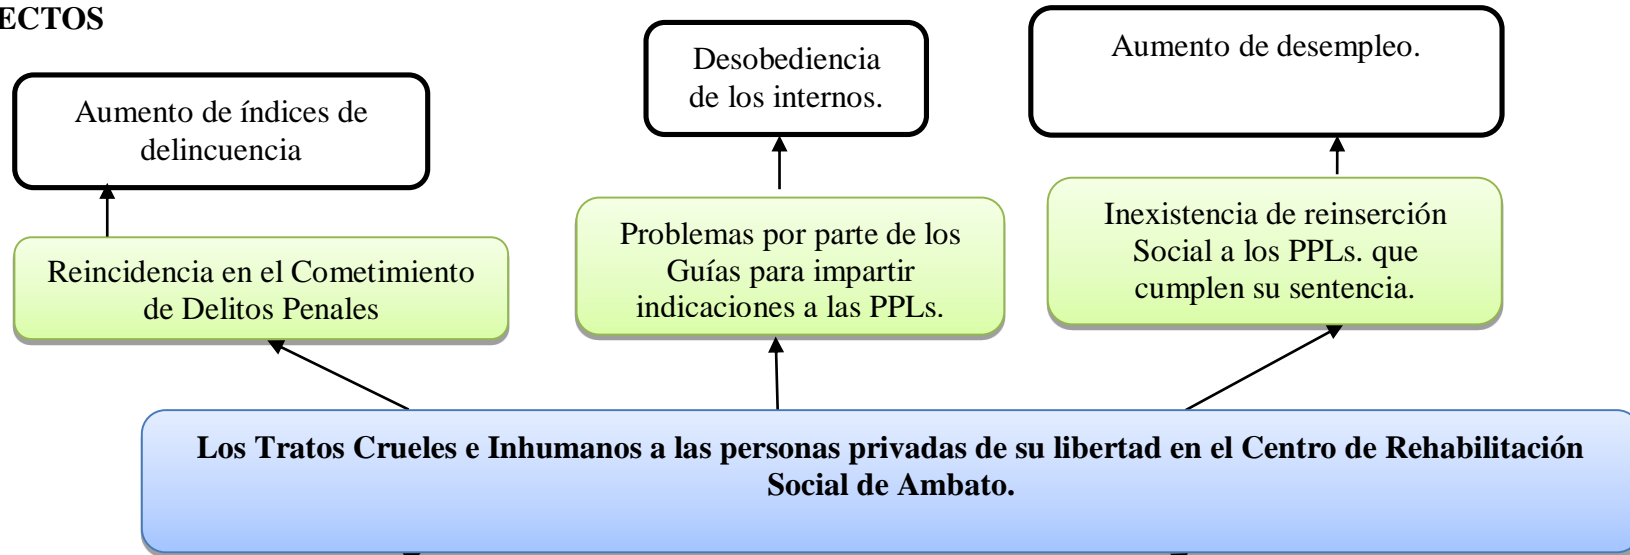 ECTOS
Aumento de índices de
delincuencia
Desobediencia
de los internos.
Aumento de desempleo.
Reincidencia en el Cometimiento
de Delitos Penales
Problemas por parte de los
Guías para impartir
indicaciones a las PPLs.
Inexistencia de reinserción
Social a los PPLs. que
cumplen su sentencia.
Los Tratos Crueles e Inhumanos a las personas privadas de su libertad en el Centro de Rehabilitación
Social de Ambato.